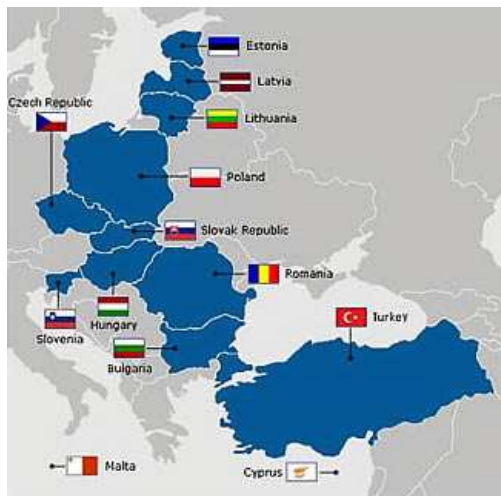 Estonia
Latvia
Czech Republic
Lithuania
Poland
Slovak Republic
Romania
Turkey
Hungary
Slovenia
Bulgaria
Malta
Cyprus